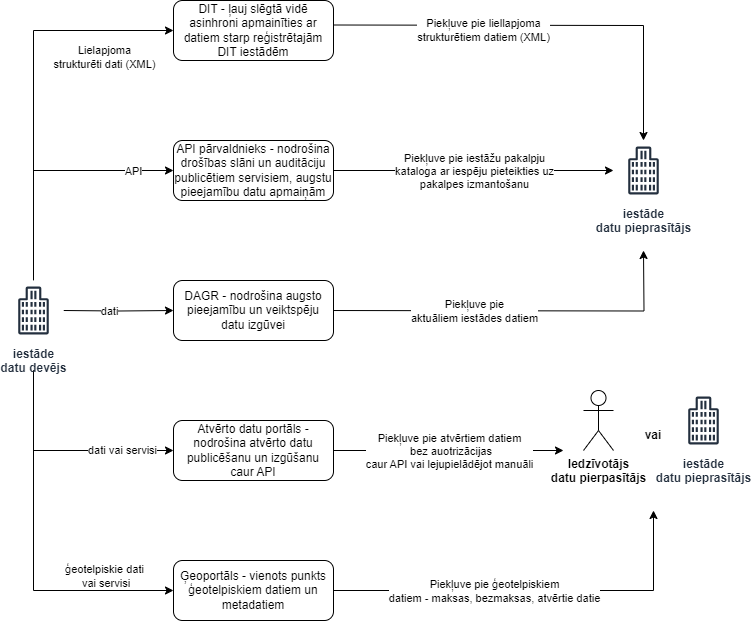 DIT - ļauj slēgtā vidē
asinhroni apmainīties ar
datiem starp reģistrētajām
DIT iestādēm
Lielapjoma
strukturēti dati (XML)
Piekļuve pie liellapjoma
strukturētiem datiem (XML)
API pārvaldnieks - nodrošina
drošības slāni un auditāciju
publicētiem servisiem, augstu
pieejamību datu apmaiņām
API
Piekļuve pie iestāžu pakalpju
kataloga ar iespēju pieteikties uz
pakalpes izmantošanu
iestāde
datu pieprasītājs
DAGR - nodrošina augsto
pieejamību un veiktspēju
datu izgūvei
dati
Piekļuve pie
aktuāliem iestādes datiem
iestāde
datu devējs
Atvērto datu portāls -
nodrošina atvērto datu
publicēšanu un izgūšanu
caur API
dati vai servisi
Piekļuve pie atvērtiem datiem
bez auotrizācijas
caur API vai lejupielādējot manuāli
Iedzīvotājs
datu pierpasītājs
vai
iestāde
datu pieprasītājs
Ģeoportāls - vienots punkts
ģeotelpiskiem datiem un
metadatiem
ģeotelpiskie dati
vai servisi
Piekļuve pie ģeotelpiskiem
datiem - maksas, bezmaksas, atvērtie datie